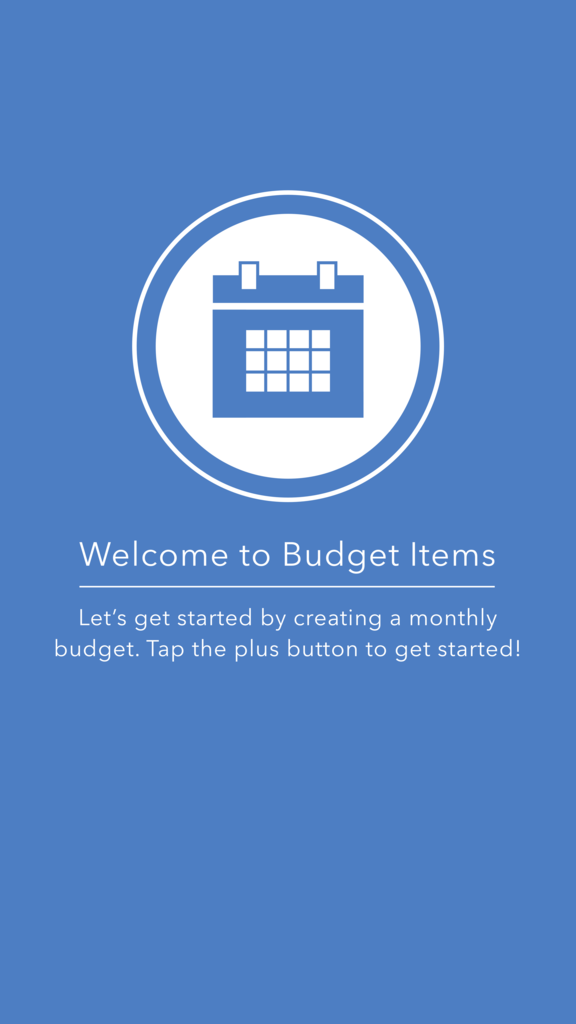 Welcome to Budget Items
Let’s get started by creating a monthly
budget. Tap the plus button to get started!